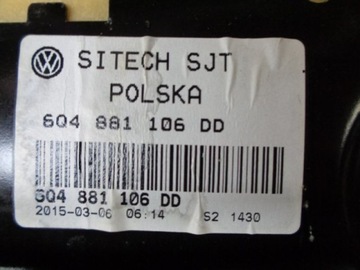 SITECH SJT
POLSKA
6Q4 881 106 DD
6Q4 881 106 DD
2015-03-06 06:14 S2 1430